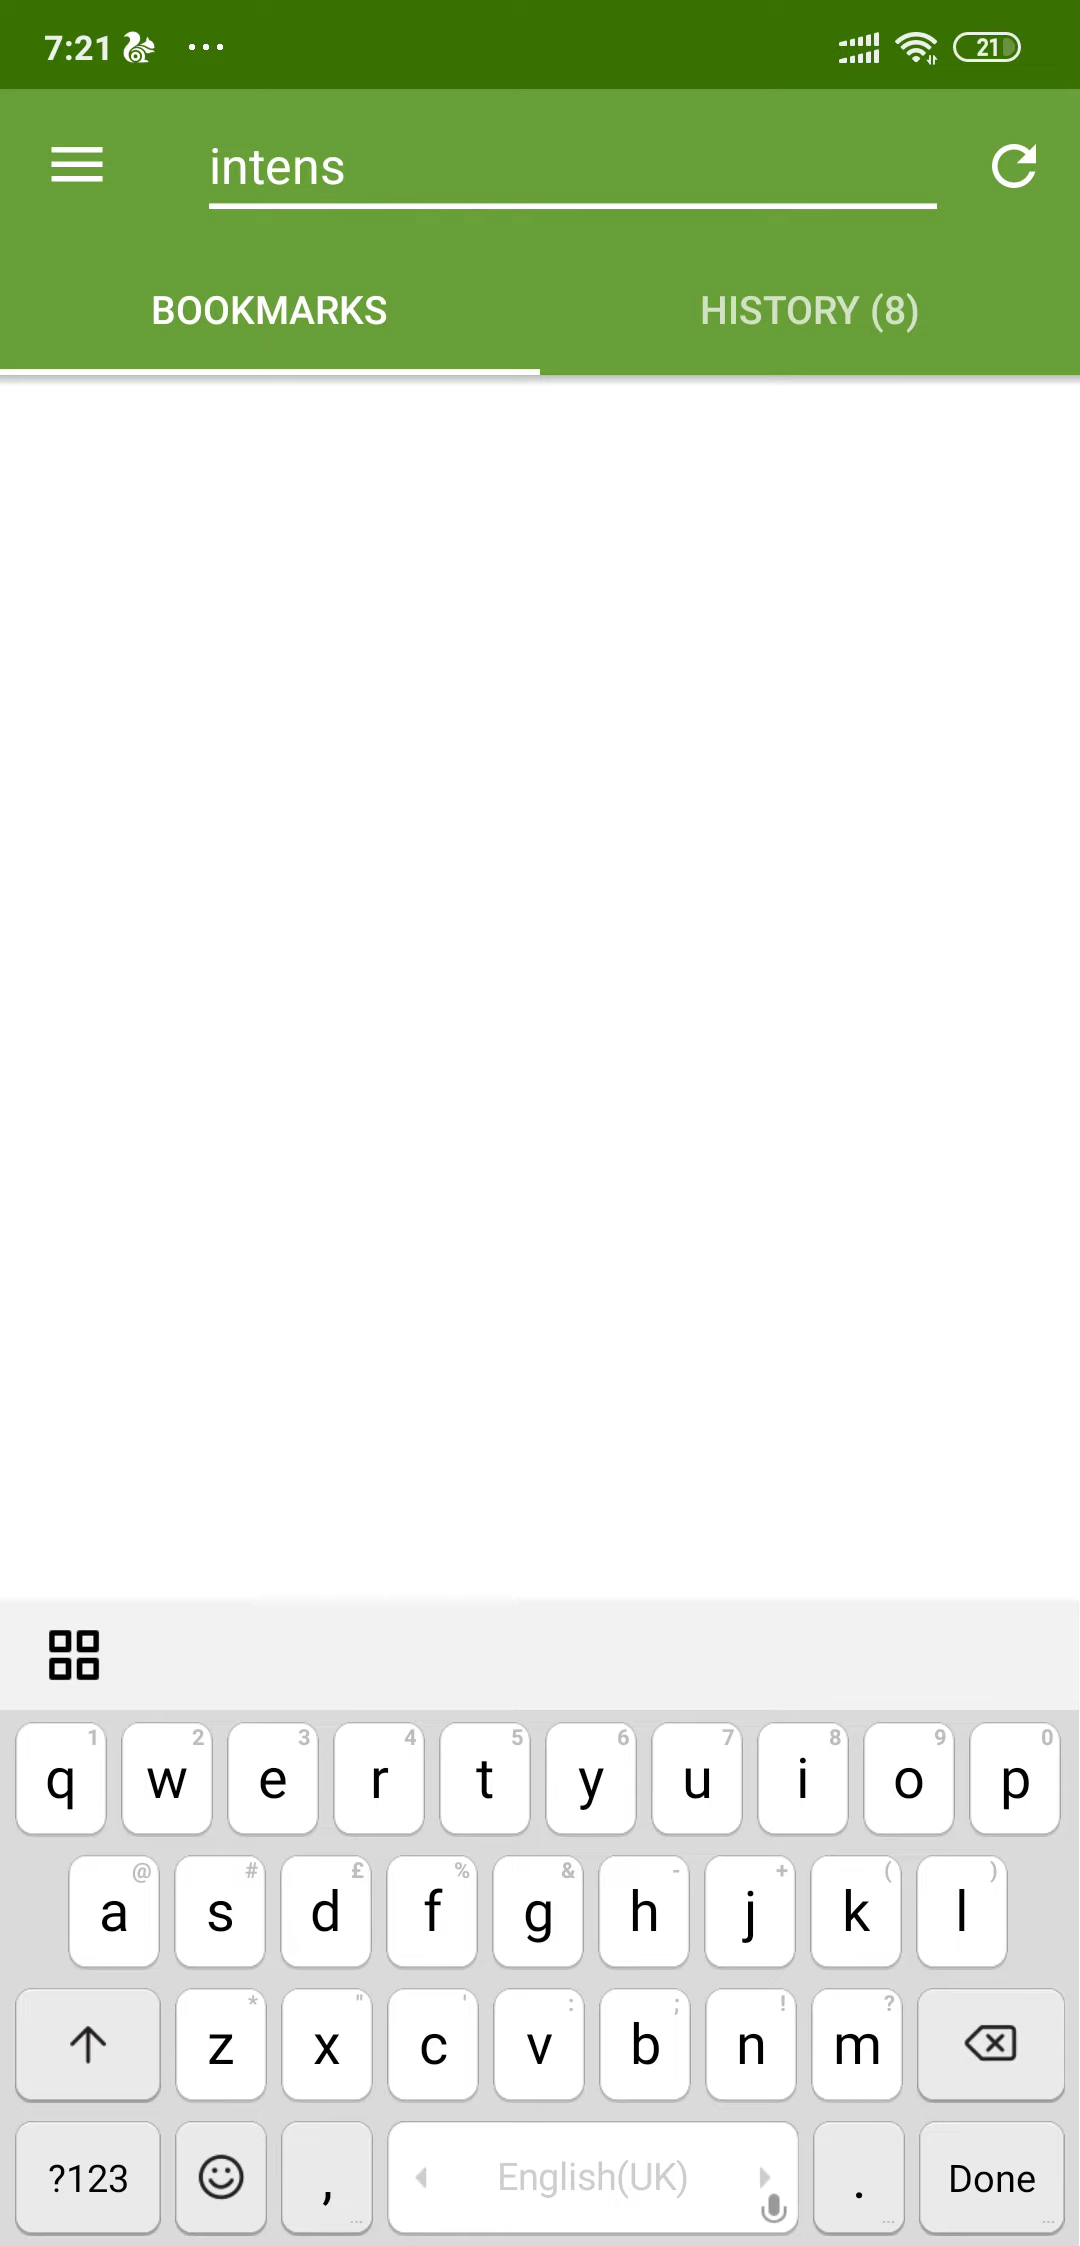 7:21 ... 21
intens
BOOKMARKS HISTORY (8)
1 2 3 4 5 6 7 8 9 0
q w e r t y u i o p
@ # £ % & - + ( )
a s d f g h j k l
* " ' : ; ! ?
z x c v b n m
?123 , English(UK) . Done